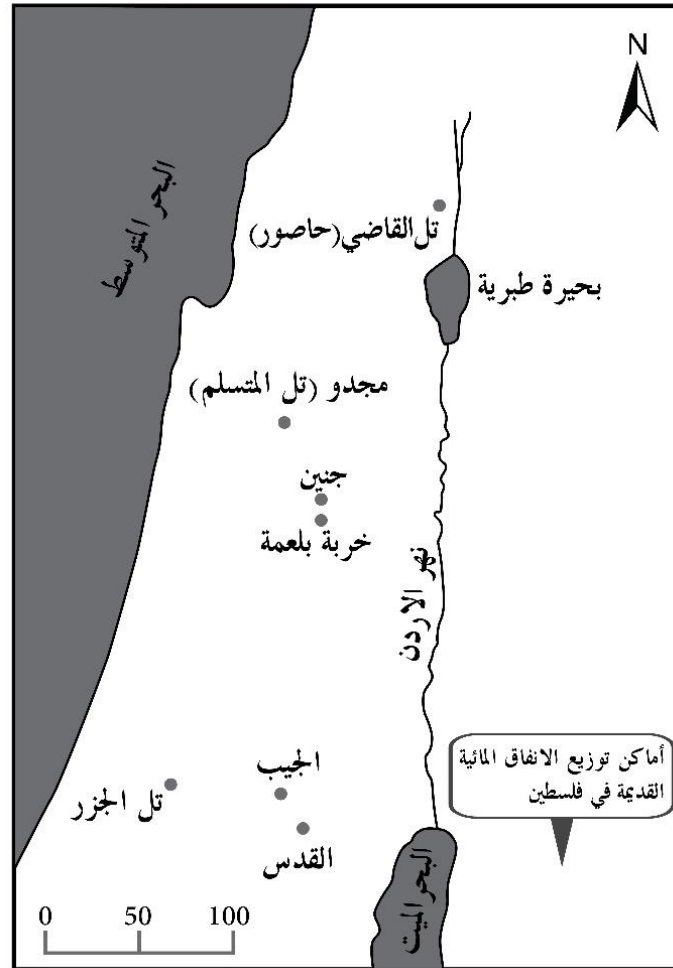 N
البحر المتوسط
تل القاضي (حاصور)
بحيرة طبرية
مجدو (تل المتسلم)
جنين
خربة بلعمة
نهر الاردن
أماكن توزيع الانفاق المائية
القديمة في فلسطين
الجيب
تل الجزر
القدس
البحر الميت
0 50 100